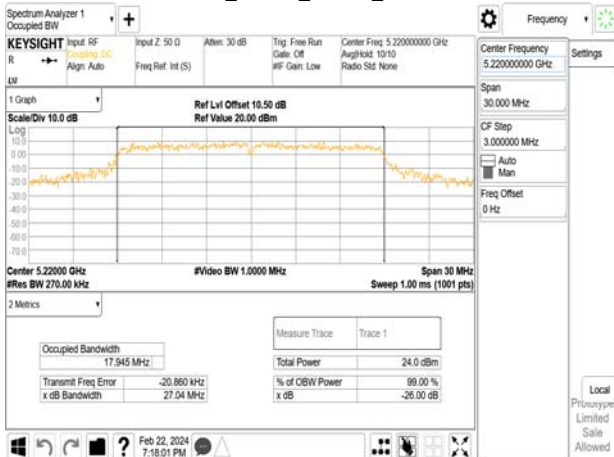 Spectrum Analyzer 1
Occupied BW
Frequency
KEYSIGHT
Input: RF
Coupling: DC
Align: Auto
Input Z: 50 Ω
Freq Ref: Int (S)
Atten: 30 dB
Trig: Free Run
Gate: Off
#IF Gain: Low
Center Freq: 5.220000000 GHz
Avg|Hold: 10/10
Radio Std: None
R
Center Frequency
5.220000000 GHz
Settings
Span
30.000 MHz
CF Step
3.000000 MHz
Auto
Man
Freq Offset
0 Hz
1 Graph
Scale/Div 10.0 dB
Ref Lvl Offset 10.50 dB
Ref Value 20.00 dBm
Log
10.0
0.00
-10.0
-20.0
-30.0
-40.0
-50.0
-60.0
-70.0
Center 5.22000 GHz
#Res BW 270.00 kHz
#Video BW 1.0000 MHz
Span 30 MHz
Sweep 1.00 ms (1001 pts)
2 Metrics
Measure Trace Trace 1
Occupied Bandwidth
17.945 MHz
Total Power 24.0 dBm
Transmit Freq Error -20.860 kHz
% of OBW Power 99.00 %
x dB Bandwidth 27.04 MHz
x dB -26.00 dB
Local
Prototype
Limited
Sale
Allowed
Feb 22, 2024
7:18:01 PM